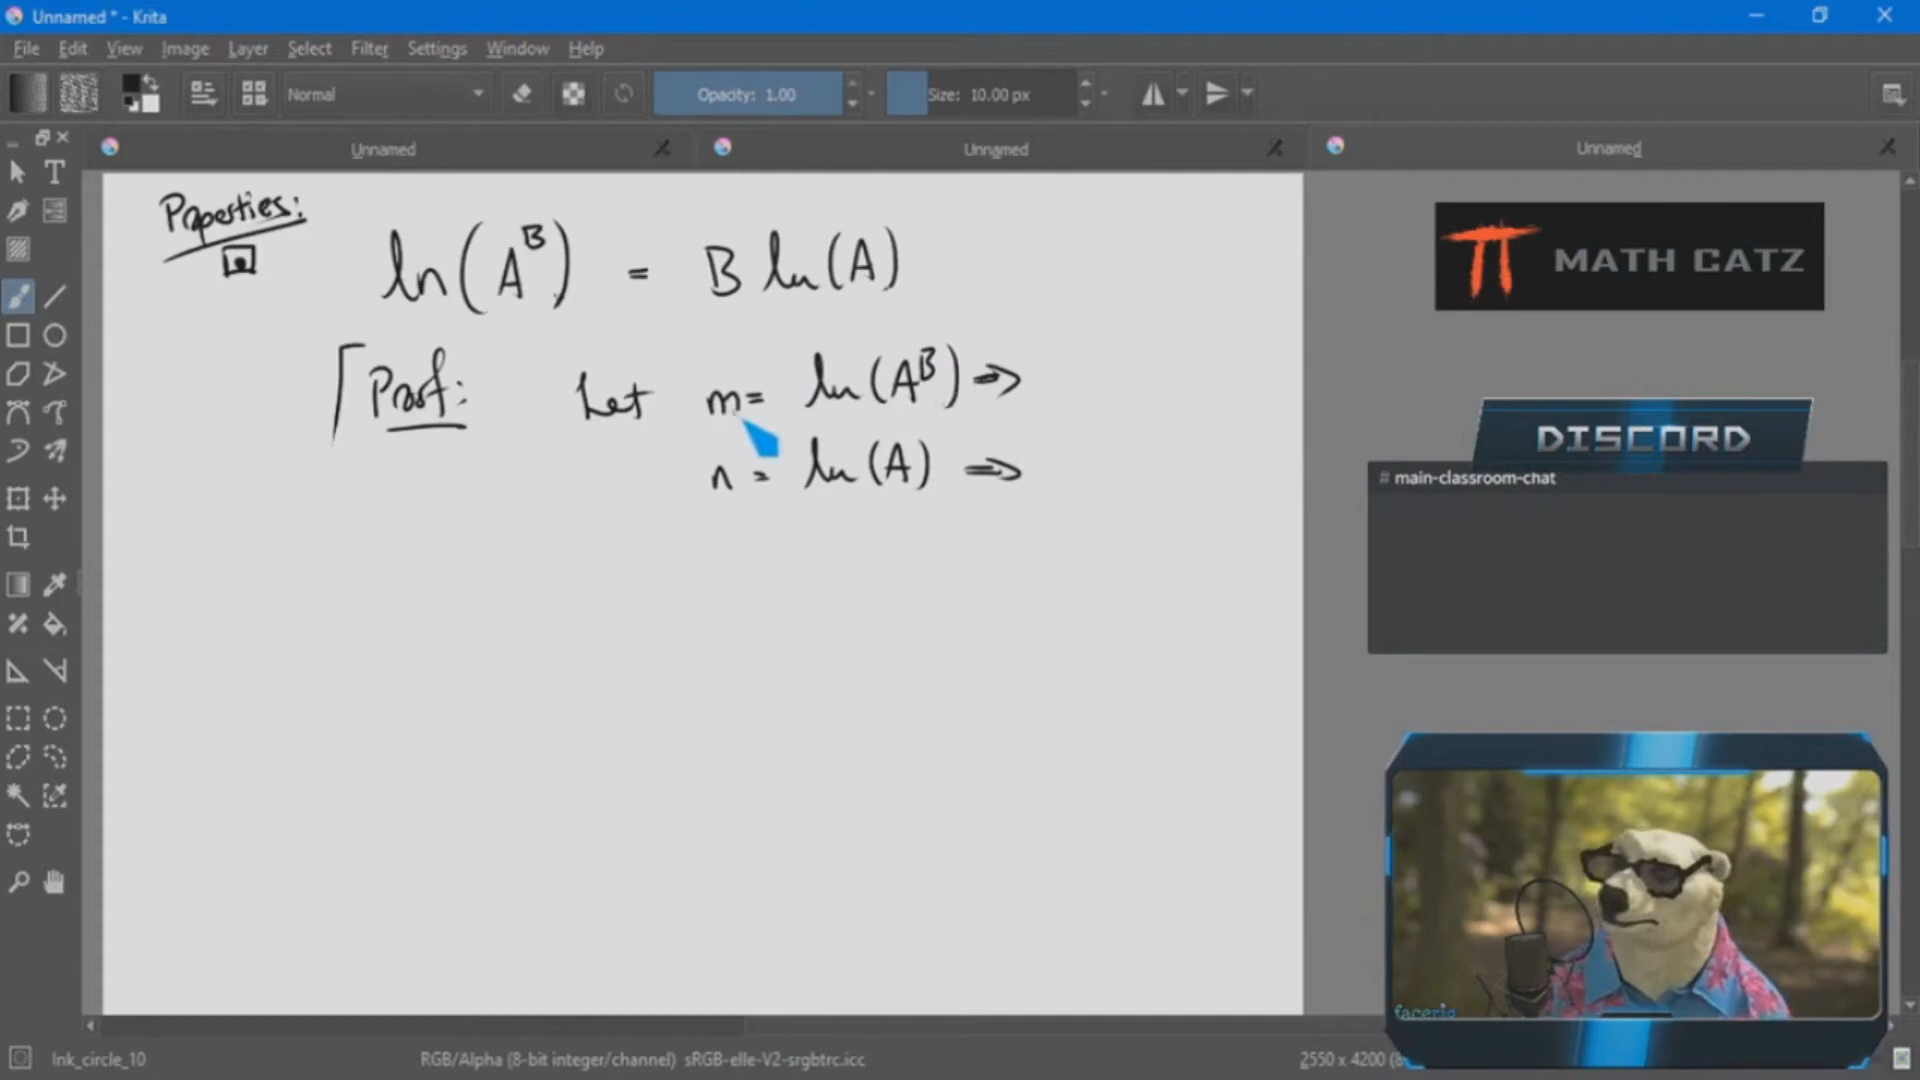 Unnamed * - Krita
File Edit View Image Layer Select Filter Settings Window Help
Normal Opacity: 1.00 Size: 10.00 px
Unnamed Unnamed Unnamed
Properties:
ln(A^B) = B ln(A)
Proof: Let m= ln(A^B) ⇒
n = ln(A) ⇒
MATH CATZ
DISCORD
# main-classroom-chat
facerig
Ink_circle_10 RGB/Alpha (8-bit integer/channel) sRGB-elle-V2-srgbtrc.icc 2550 x 4200 (8